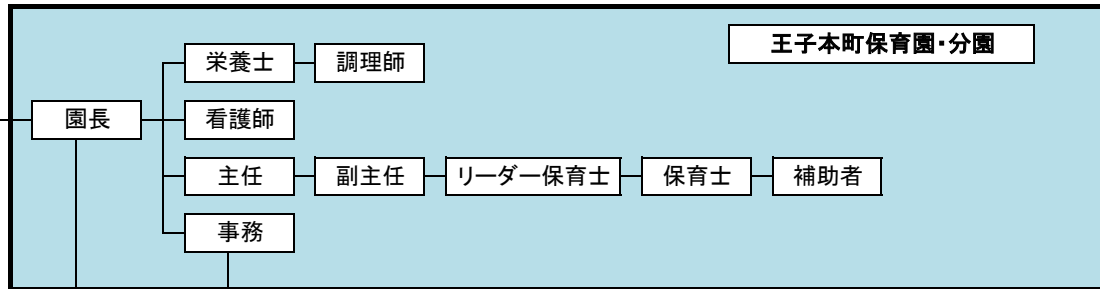 王子本町保育園・分園
栄養士
調理師
園長
看護師
主任
副主任
リーダー保育士
保育士
補助者
事務